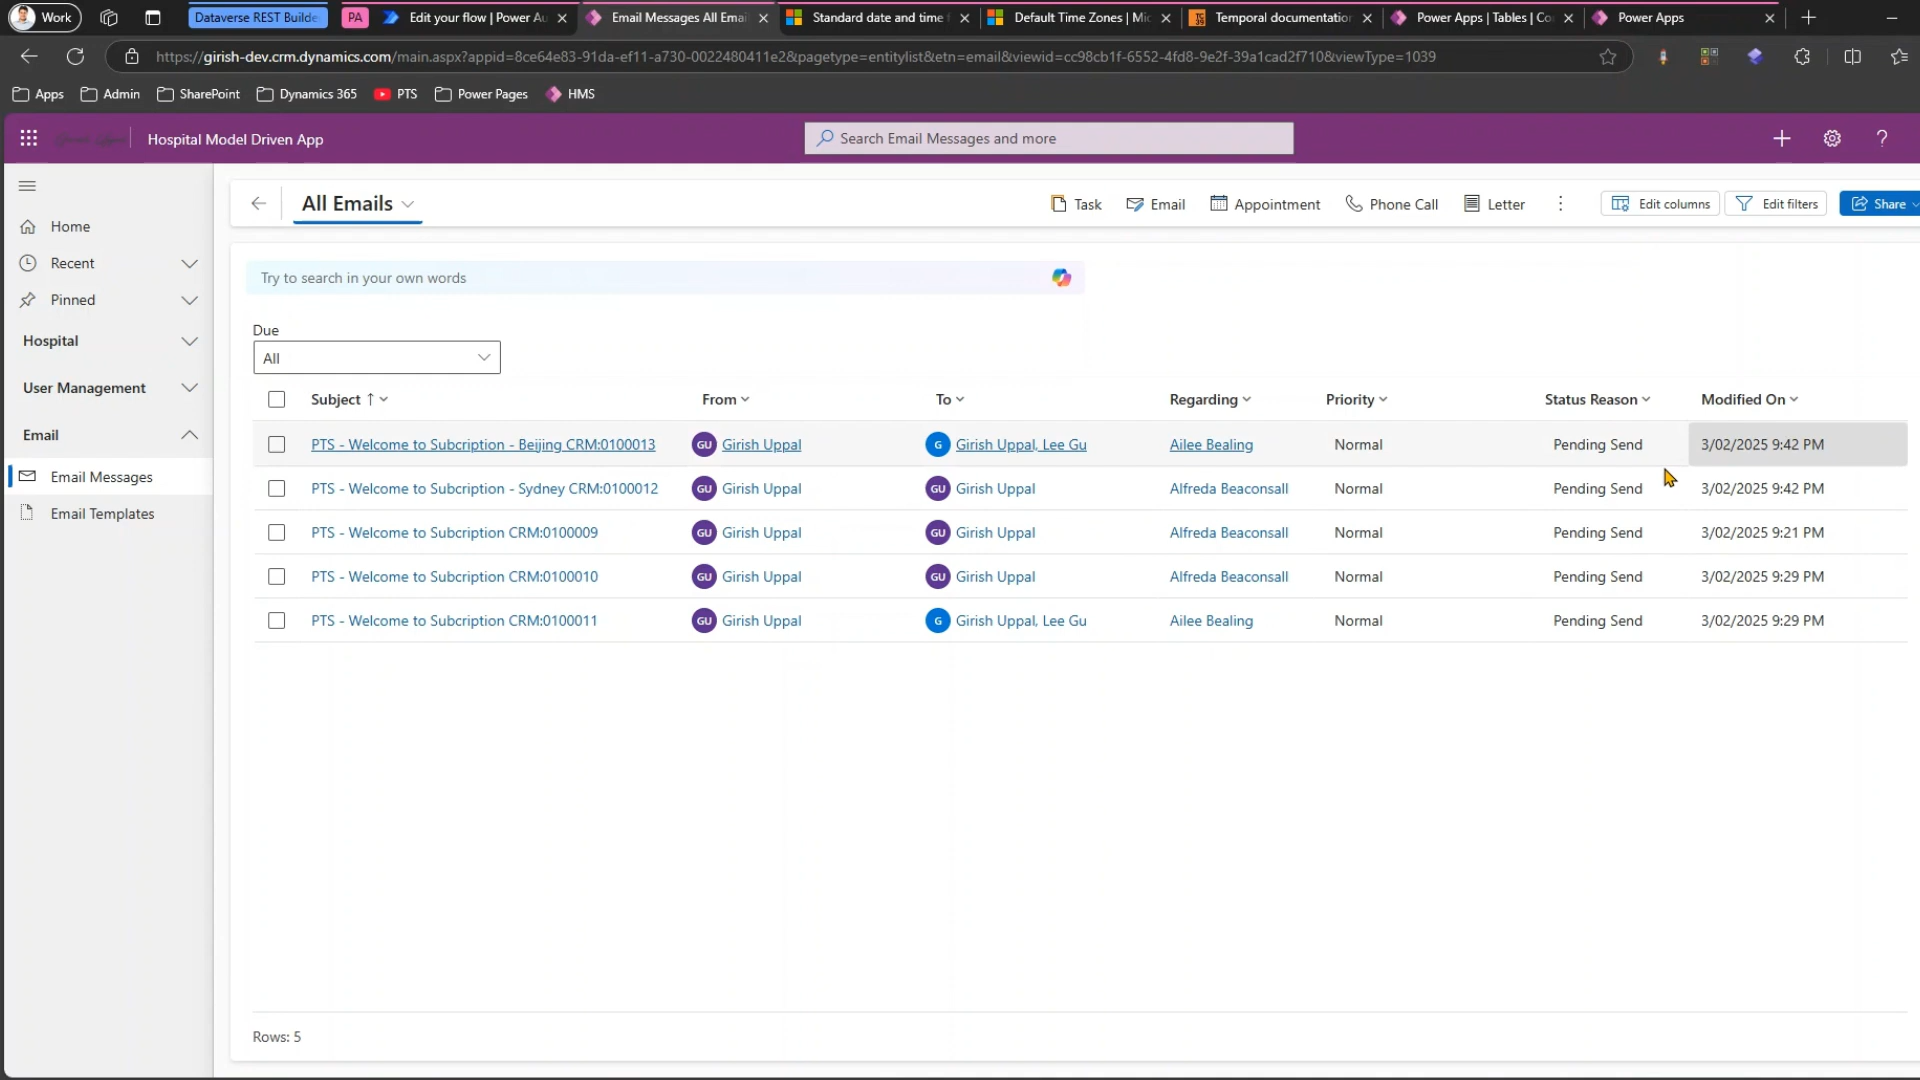 Work
Dataverse REST Builde
PA
Edit your flow | Power Au
Email Messages All Emai
Standard date and time f
Default Time Zones | Mic
TS 39
Temporal documentation
Power Apps | Tables | Co
Power Apps
https://girish-dev.crm.dynamics.com/main.aspx?appid=8ce64e83-91da-ef11-a730-0022480411e2&pagetype=entitylist&etn=email&viewid=cc98cb1f-6552-4fd8-9e2f-39a1cad2f710&viewType=1039
Apps
Admin
SharePoint
Dynamics 365
PTS
Power Pages
HMS
Hospital Model Driven App
Search Email Messages and more
Home
Recent
Pinned
Hospital
User Management
Email
Email Messages
Email Templates
All Emails
Task
Email
Appointment
Phone Call
Letter
Edit columns
Edit filters
Share
Try to search in your own words
Due
All
Subject From To Regarding Priority Status Reason Modified On
PTS - Welcome to Subcription - Beijing CRM:0100013 GU Girish Uppal G Girish Uppal, Lee Gu Ailee Bealing Normal Pending Send 3/02/2025 9:42 PM
PTS - Welcome to Subcription - Sydney CRM:0100012 GU Girish Uppal GU Girish Uppal Alfreda Beaconsall Normal Pending Send 3/02/2025 9:42 PM
PTS - Welcome to Subcription CRM:0100009 GU Girish Uppal GU Girish Uppal Alfreda Beaconsall Normal Pending Send 3/02/2025 9:21 PM
PTS - Welcome to Subcription CRM:0100010 GU Girish Uppal GU Girish Uppal Alfreda Beaconsall Normal Pending Send 3/02/2025 9:29 PM
PTS - Welcome to Subcription CRM:0100011 GU Girish Uppal G Girish Uppal, Lee Gu Ailee Bealing Normal Pending Send 3/02/2025 9:29 PM
Rows: 5